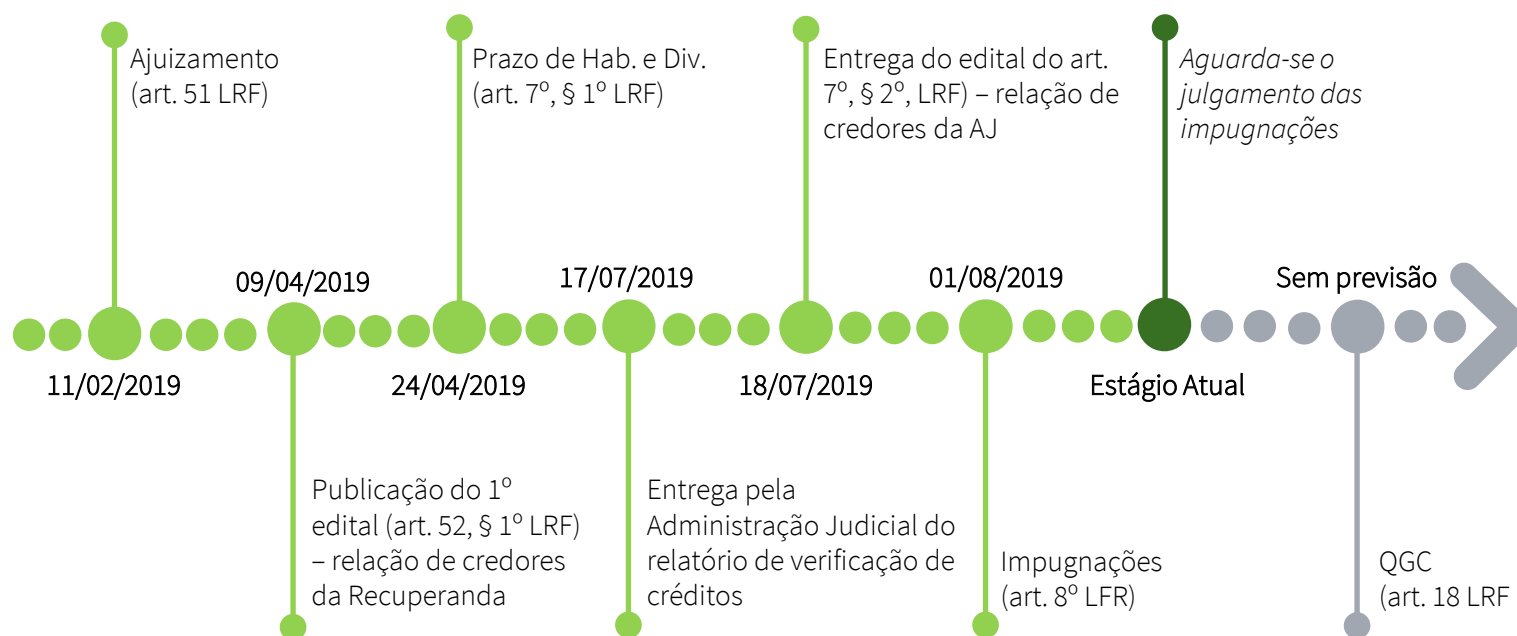 Ajuizamento
(art. 51 LRF)
Prazo de Hab. e Div.
(art. 7º, § 1º LRF)
Entrega do edital do art.
7º, § 2º, LRF) – relação de
credores da AJ
Aguarda-se o
julgamento das
impugnações
09/04/2019
17/07/2019
01/08/2019
Sem previsão
11/02/2019
24/04/2019
18/07/2019
Estágio Atual
Publicação do 1º
edital (art. 52, § 1º LRF)
– relação de credores
da Recuperanda
Entrega pela
Administração Judicial do
relatório de verificação de
créditos
Impugnações
(art. 8º LFR)
QGC
(art. 18 LRF